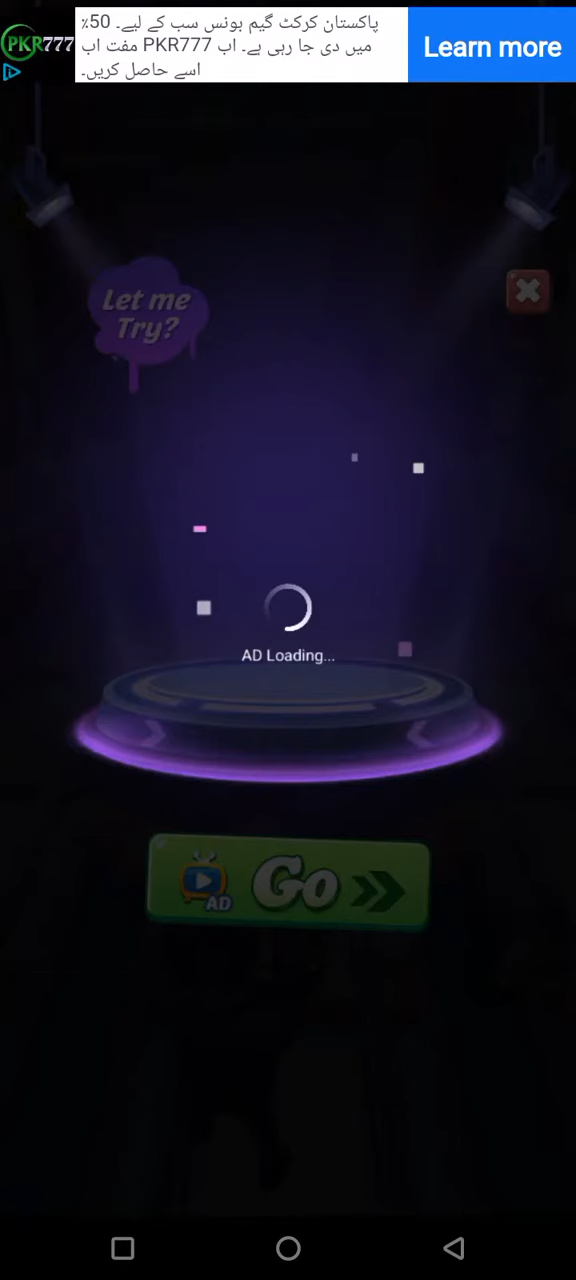 PKR777
پاکستان کرکٹ گیم بونس سب کے لیے۔ 50٪
میں دی جا رہی ہے۔ اب PKR777 مفت اب
اسے حاصل کریں۔
Learn more
Let me
Try?
AD Loading...
AD
Go